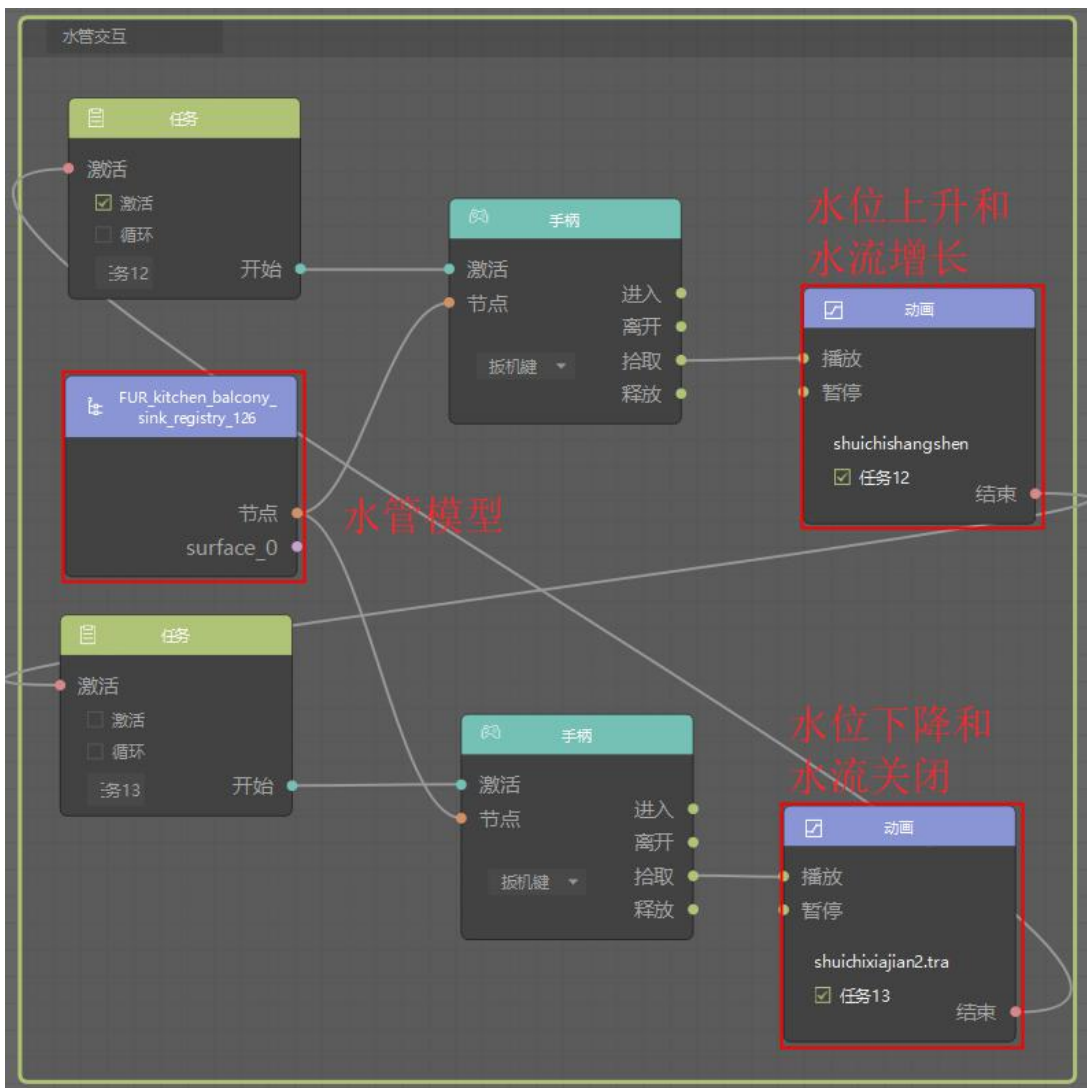 水管交互
任务
激活
激活
循环
务12
开始
手柄
激活
节点
进入
离开
扳机键
拾取
释放
水位上升和
水流增长
动画
播放
暂停
shuichishangshen
任务12
结束
FUR_kitchen_balcony_
sink_registry_126
节点
surface_0
水管模型
任务
激活
激活
循环
务13
开始
手柄
激活
节点
进入
离开
扳机键
拾取
释放
水位下降和
水流关闭
动画
播放
暂停
shuichixiajian2.tra
任务13
结束